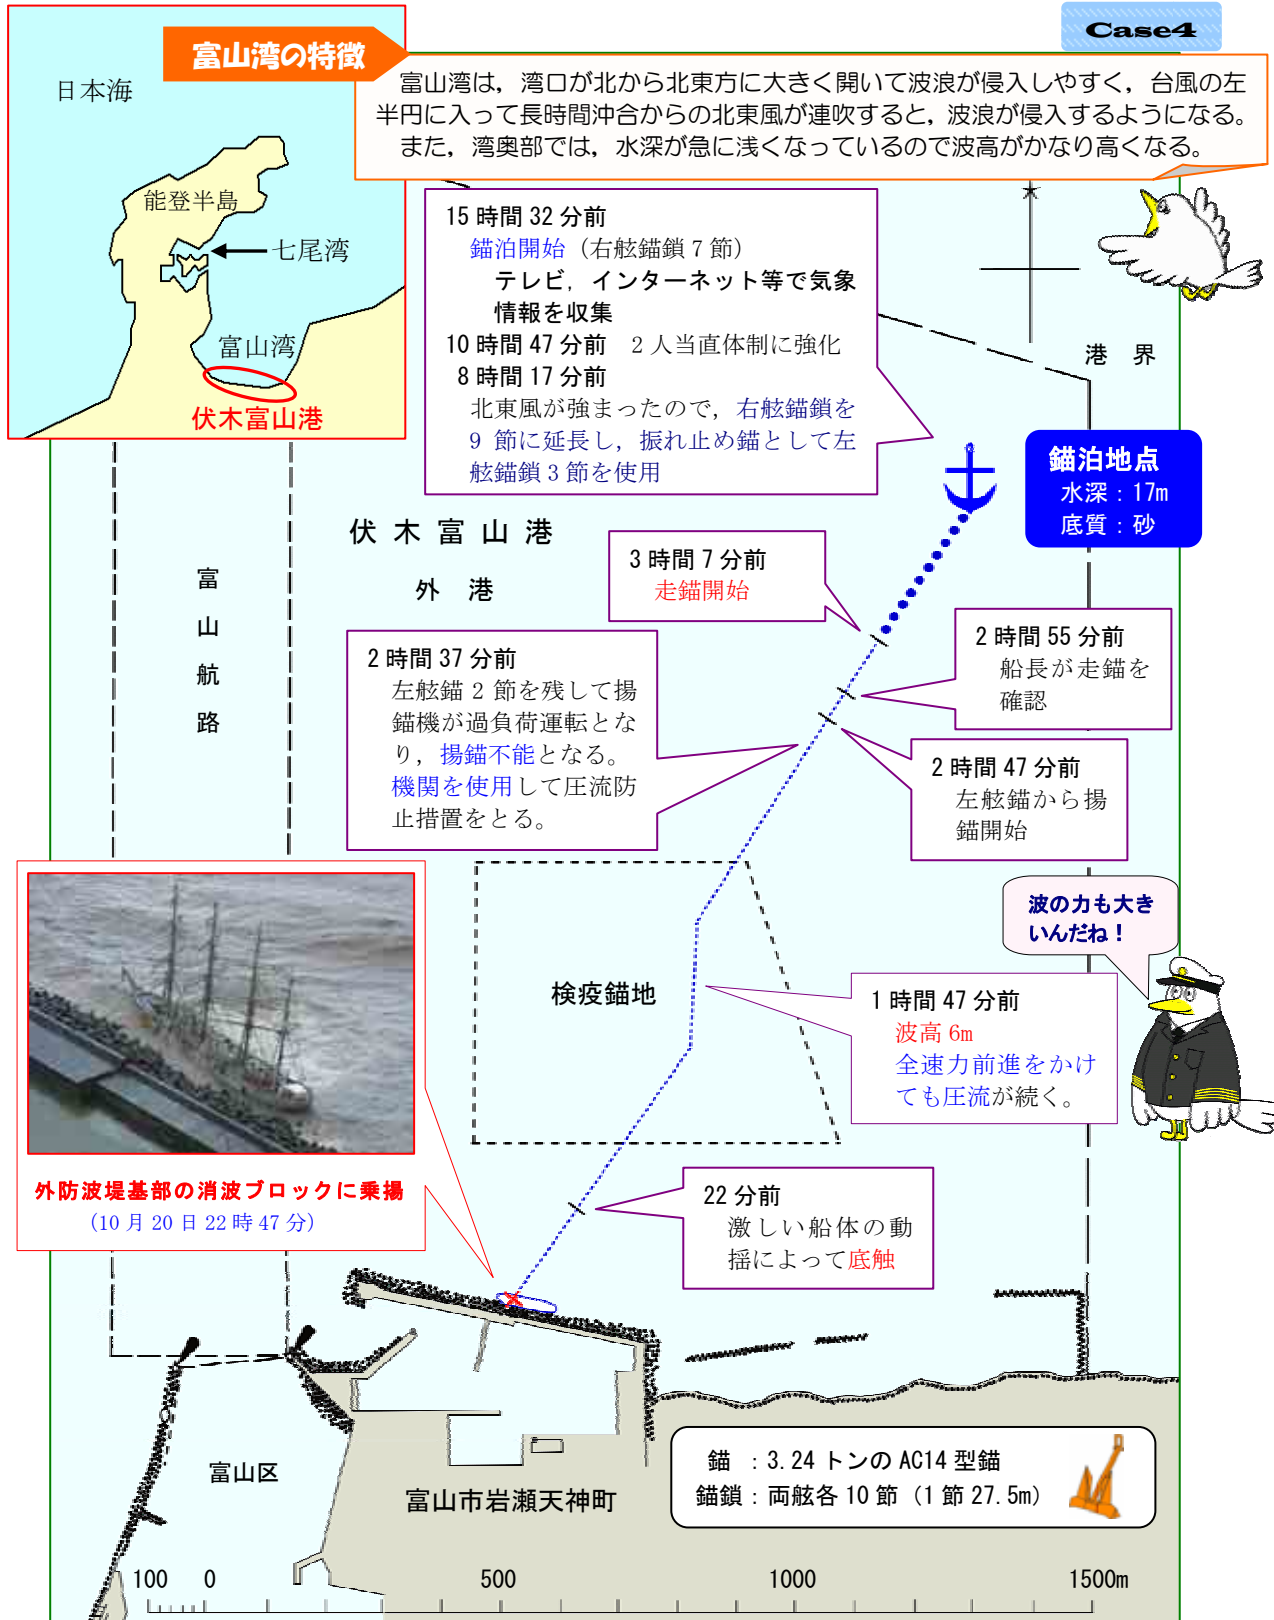 Case4
富山湾の特徴
富山湾は，湾口が北から北東方に大きく開いて波浪が侵入しやすく，台風の左
半円に入って長時間沖合からの北東風が連吹すると，波浪が侵入するようになる。
また，湾奥部では，水深が急に浅くなっているので波高がかなり高くなる。
日本海
能登半島
七尾湾
富山湾
伏木富山港
15 時間 32 分前
錨泊開始（右舷錨鎖 7 節）
テレビ，インターネット等で気象
情報を収集
10 時間 47 分前　2 人当直体制に強化
8 時間 17 分前
北東風が強まったので，右舷錨鎖を
9 節に延長し，振れ止め錨として左
舷錨鎖 3 節を使用
港 界
錨泊地点
水深：17m
底質：砂
伏 木 富 山 港
外 港
富
山
航
路
3 時間 7 分前
走錨開始
2 時間 55 分前
船長が走錨を
確認
2 時間 47 分前
左舷錨から揚
錨開始
2 時間 37 分前
左舷錨 2 節を残して揚
錨機が過負荷運転とな
り，揚錨不能となる。
機関を使用して圧流防
止措置をとる。
波の力も大き
いんだね！
検疫錨地
1 時間 47 分前
波高 6m
全速力前進をかけ
ても圧流が続く。
外防波堤基部の消波ブロックに乗揚
(10 月 20 日 22 時 47 分)
22 分前
激しい船体の動
揺によって底触
富山区
富山市岩瀬天神町
錨　：3.24 トンの AC14 型錨
錨鎖：両舷各 10 節（1 節 27.5m）
100 0 500 1000 1500m